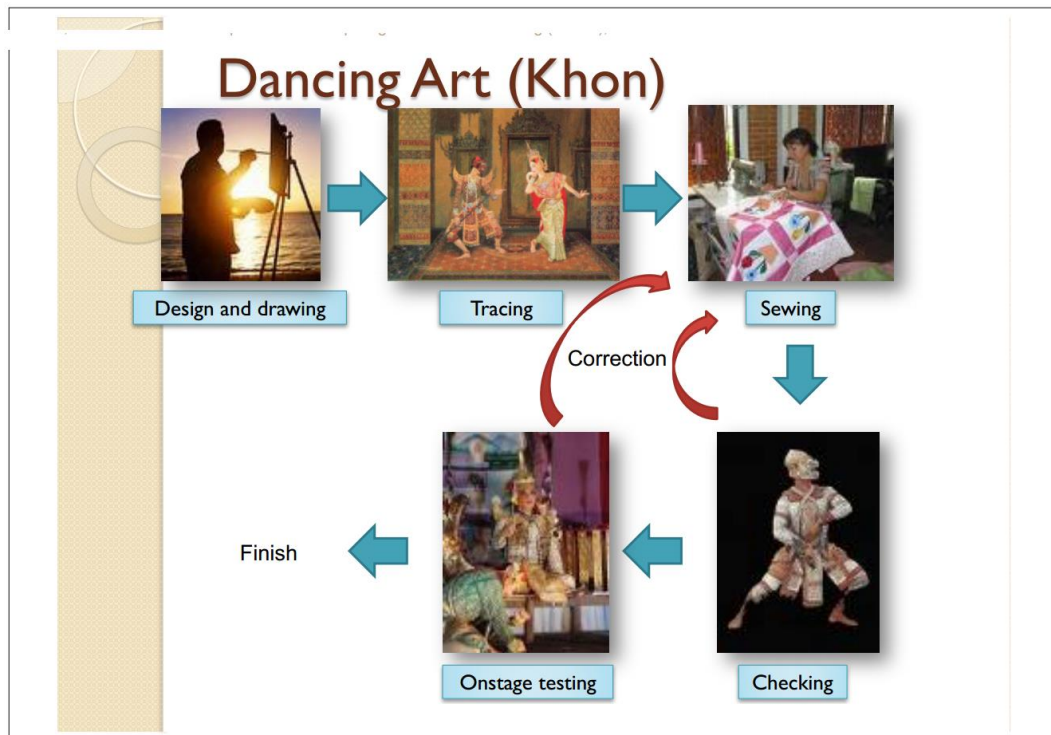 Dancing Art (Khon)
Design and drawing
Tracing
Sewing
Correction
Finish
Onstage testing
Checking